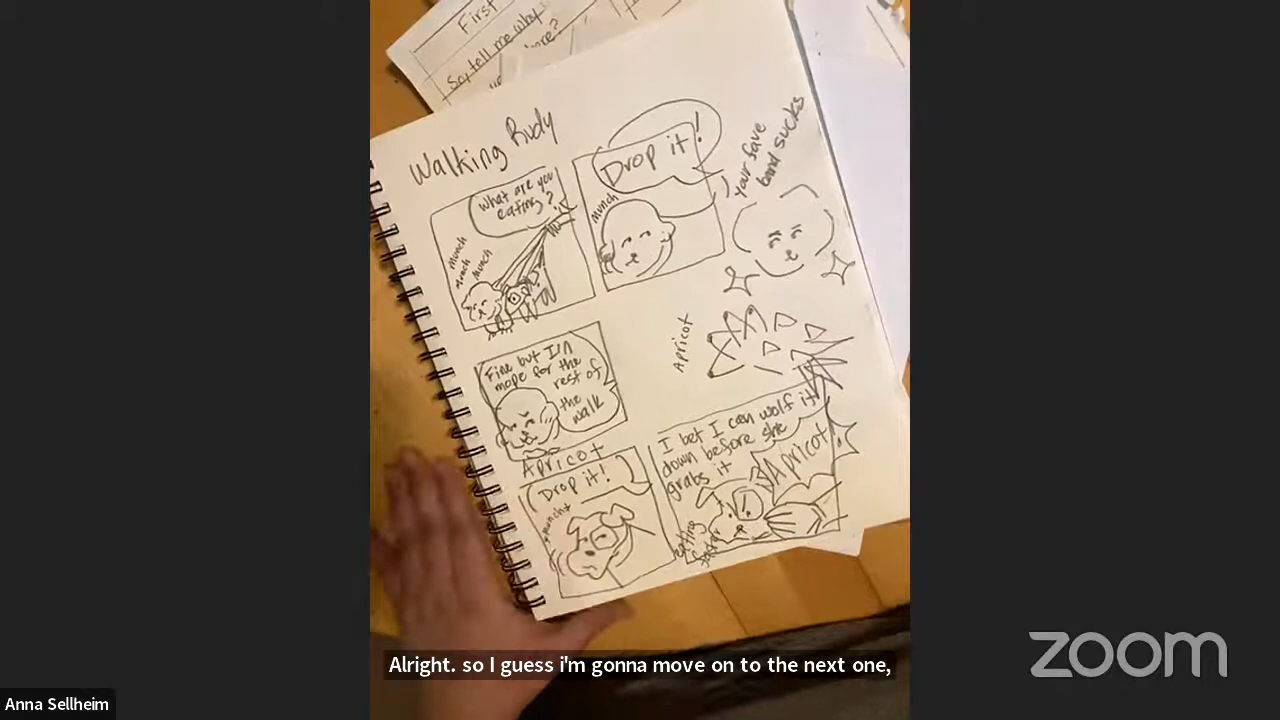 First
So, tell me why
Walking Rudy
What are you
eating?
munch
munch
munch
Drop it!
munch
your fave
band sucks
Fine but I'll
mope for the
rest of
the
walk
Apricot
Apricot
Drop it!
munch
I bet I can wolf it
down before she
grabs it
Apricot!
eating
faster
Alright. so I guess i'm gonna move on to the next one,
Anna Sellheim
zoom